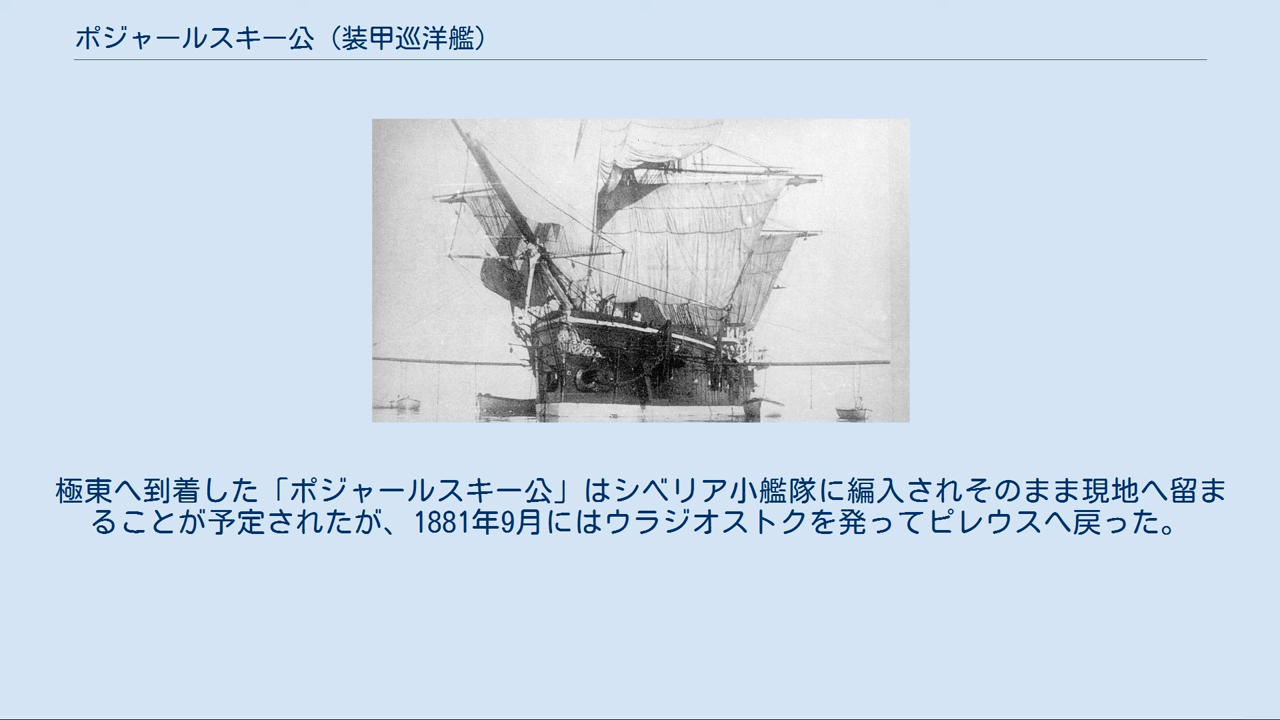 ポジャールスキー公（装甲巡洋艦）
極東へ到着した「ポジャールスキー公」はシベリア小艦隊に編入されそのまま現地へ留ま
ることが予定されたが、1881年9月にはウラジオストクを発ってピレウスへ戻った。